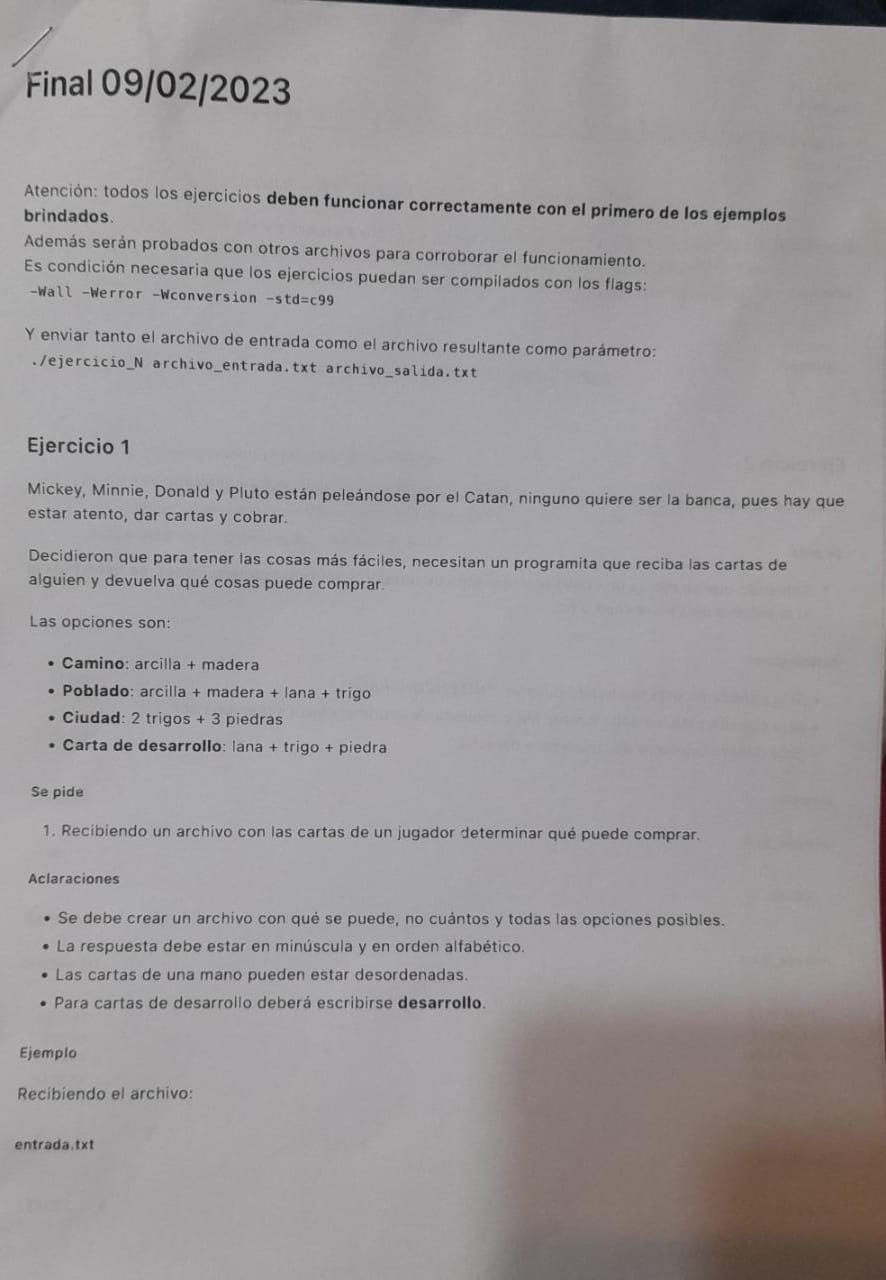 Final 09/02/2023
Atención: todos los ejercicios deben funcionar correctamente con el primero de los ejemplos
brindados.
Además serán probados con otros archivos para corroborar el funcionamiento.
Es condición necesaria que los ejercicios puedan ser compilados con los flags:
-Wall -Werror -Wconversion -std=c99
Y enviar tanto el archivo de entrada como el archivo resultante como parámetro:
./ejercicio_N archivo_entrada.txt archivo_salida.txt
Ejercicio 1
Mickey, Minnie, Donald y Pluto están peleándose por el Catan, ninguno quiere ser la banca, pues hay que
estar atento, dar cartas y cobrar.
Decidieron que para tener las cosas más fáciles, necesitan un programita que reciba las cartas de
alguien y devuelva qué cosas puede comprar.
Las opciones son:
• Camino: arcilla + madera
• Poblado: arcilla + madera + lana + trigo
• Ciudad: 2 trigos + 3 piedras
• Carta de desarrollo: lana + trigo + piedra
Se pide
1. Recibiendo un archivo con las cartas de un jugador determinar qué puede comprar.
Aclaraciones
• Se debe crear un archivo con qué se puede, no cuántos y todas las opciones posibles.
• La respuesta debe estar en minúscula y en orden alfabético.
• Las cartas de una mano pueden estar desordenadas.
• Para cartas de desarrollo deberá escribirse desarrollo.
Ejemplo
Recibiendo el archivo:
entrada.txt